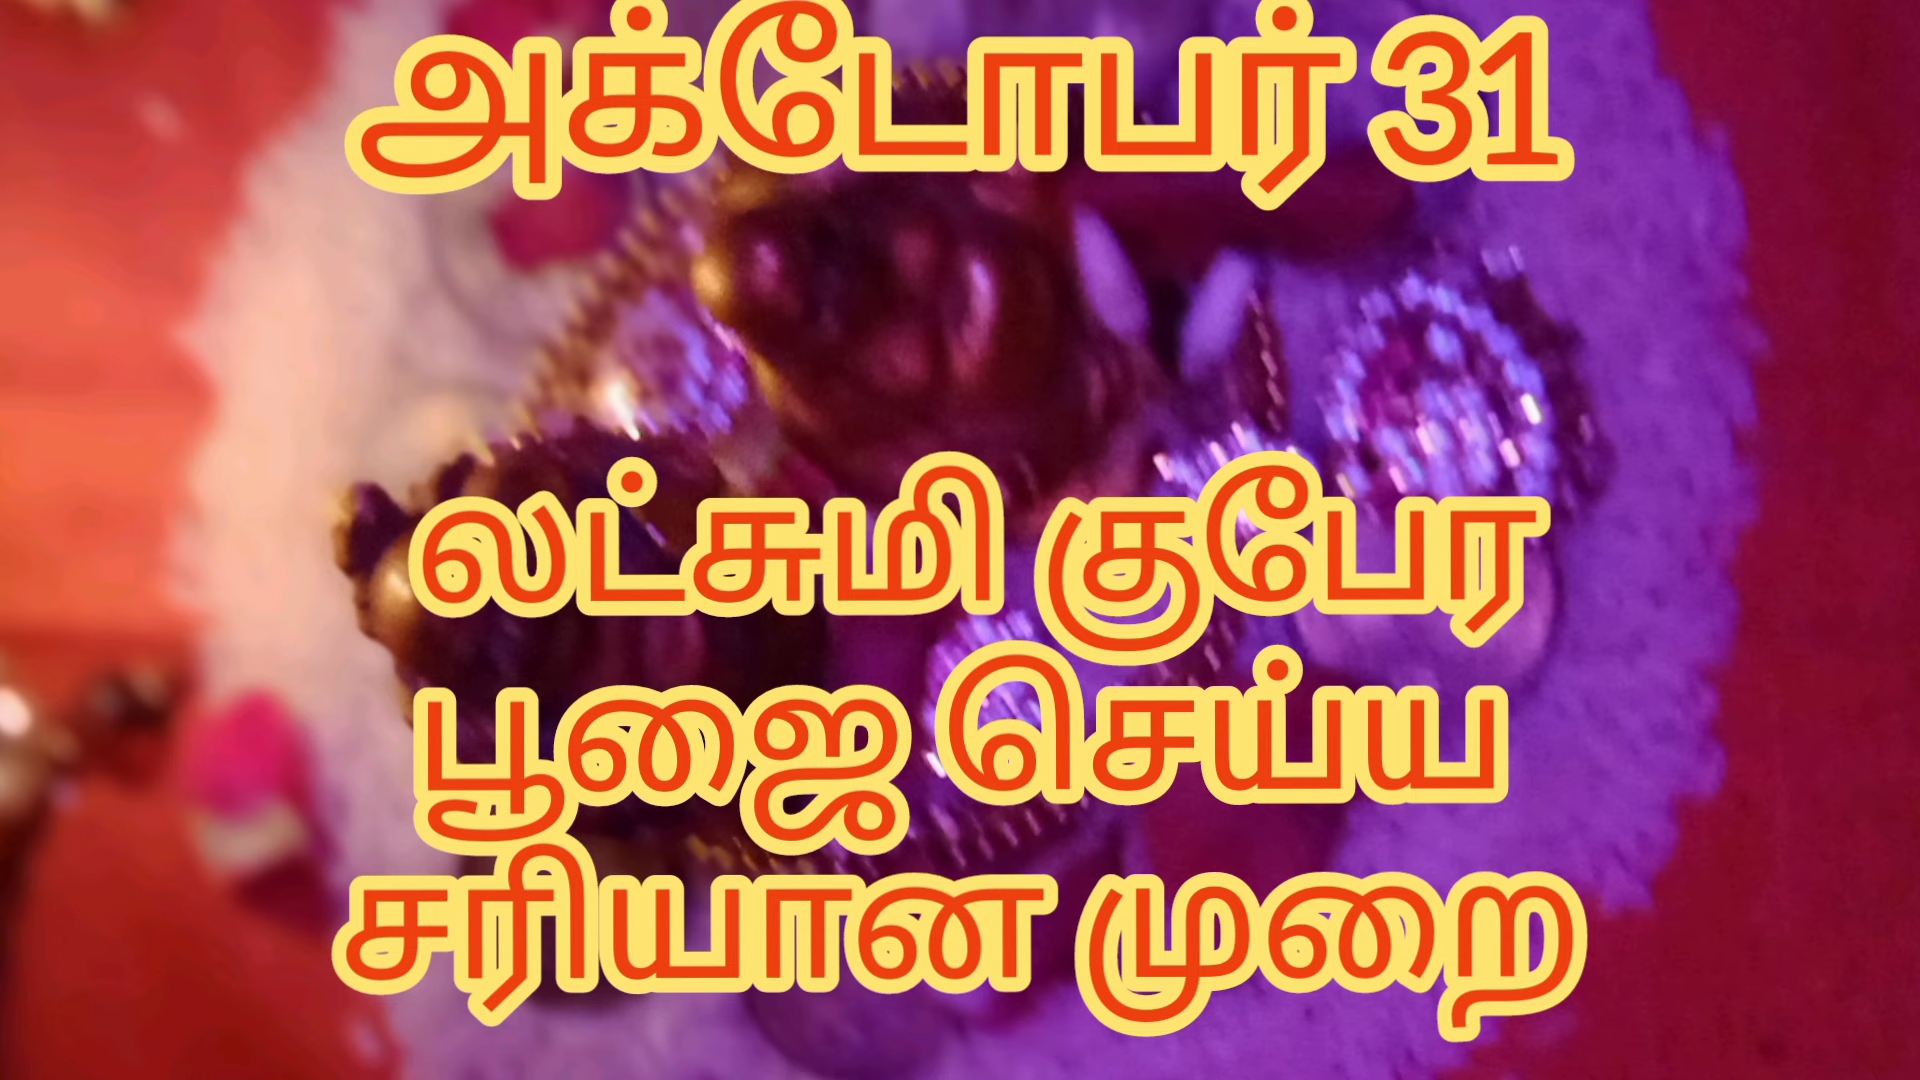 அக்டோபர் 31
லட்சுமி குபேர
பூஜை செய்ய
சரியான முறை